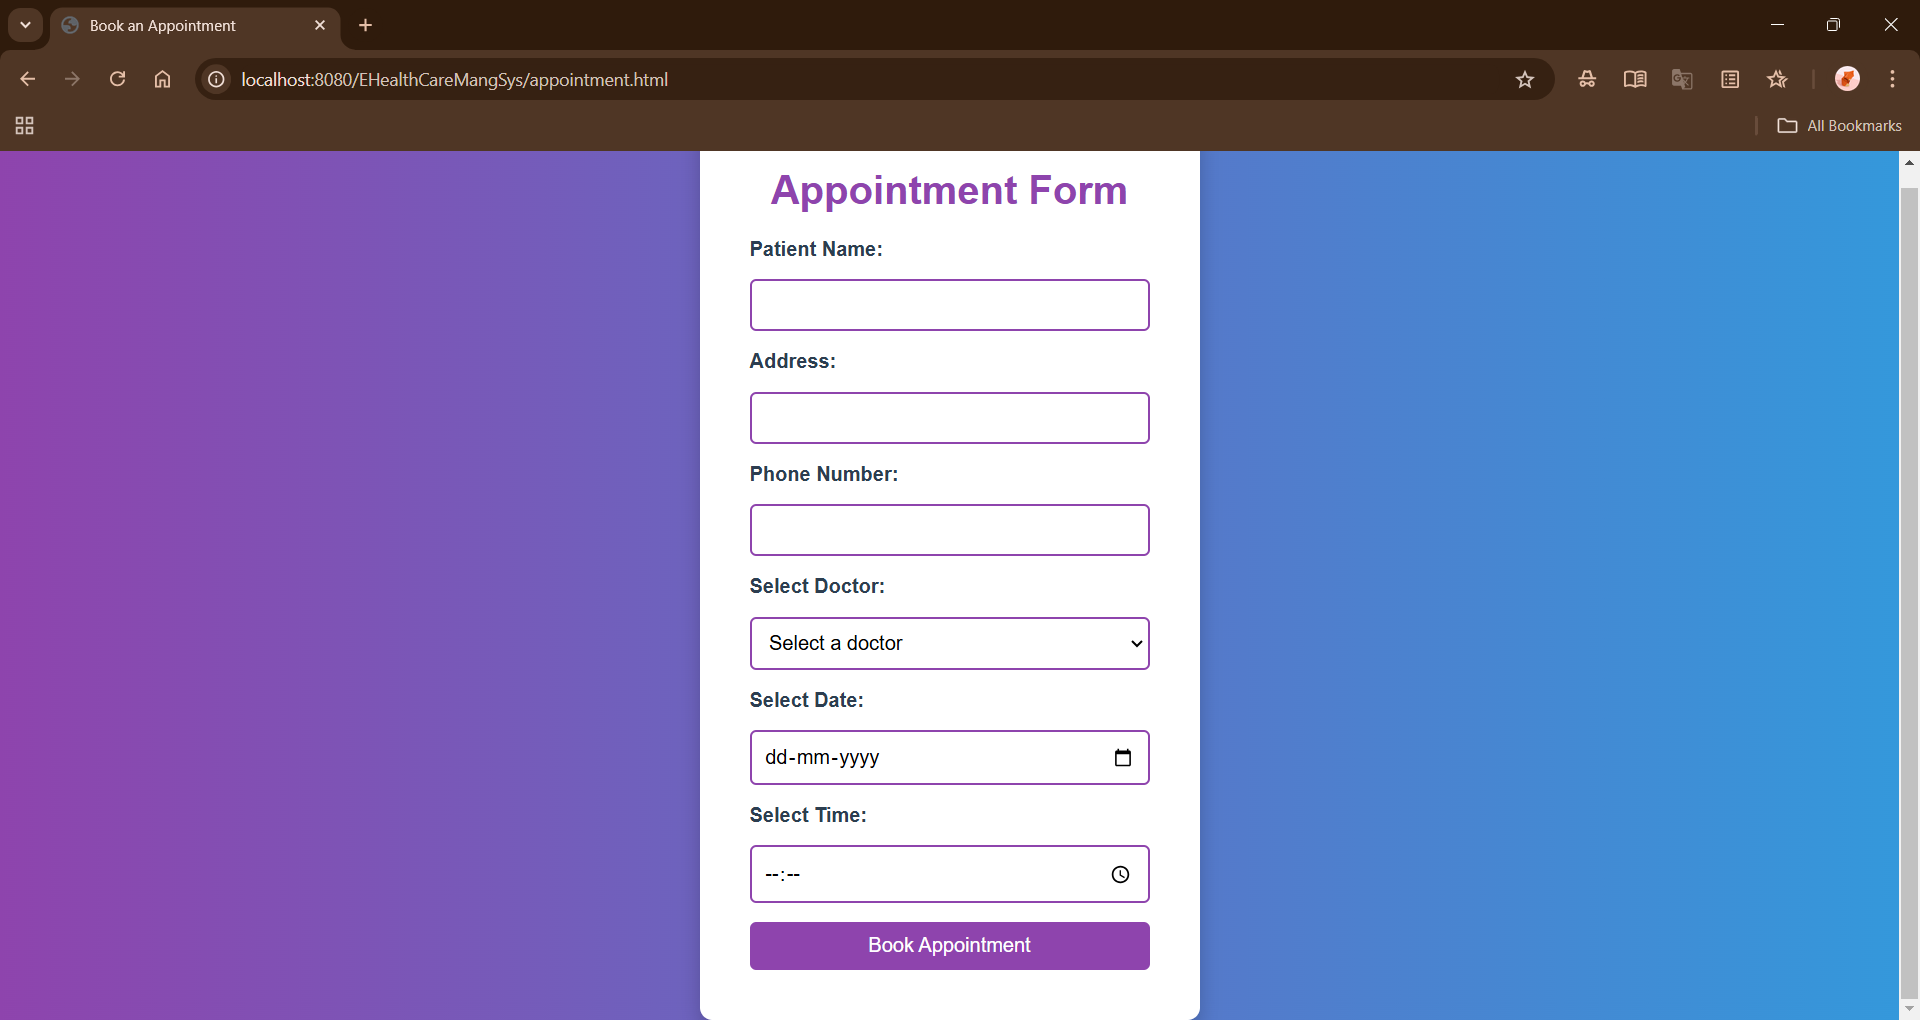 Book an Appointment
localhost:8080/EHealthCareMangSys/appointment.html
All Bookmarks
Appointment Form
Patient Name:
Address:
Phone Number:
Select Doctor:
Select a doctor
Select Date:
dd-mm-yyyy
Select Time:
--:--
Book Appointment